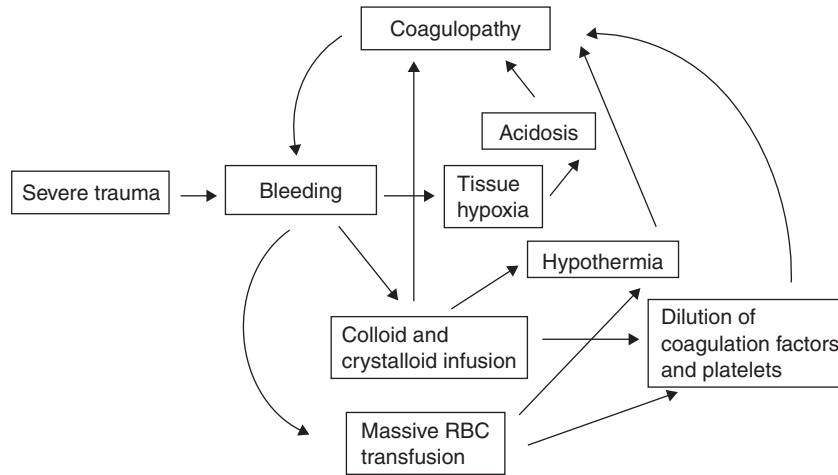 Coagulopathy
Acidosis
Severe trauma
Bleeding
Tissue
hypoxia
Hypothermia
Colloid and
crystalloid infusion
Dilution of
coagulation factors
and platelets
Massive RBC
transfusion